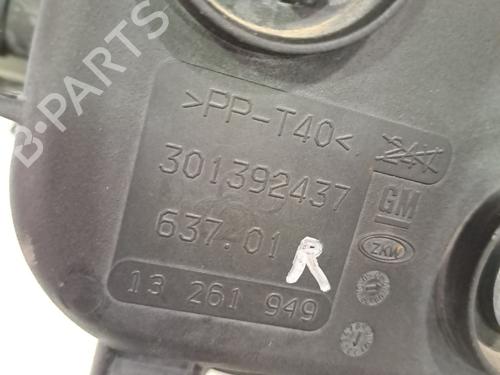 B-PARTS
>PP-T40<
301392437
GM
637.01 R
ZKW
13 261 949